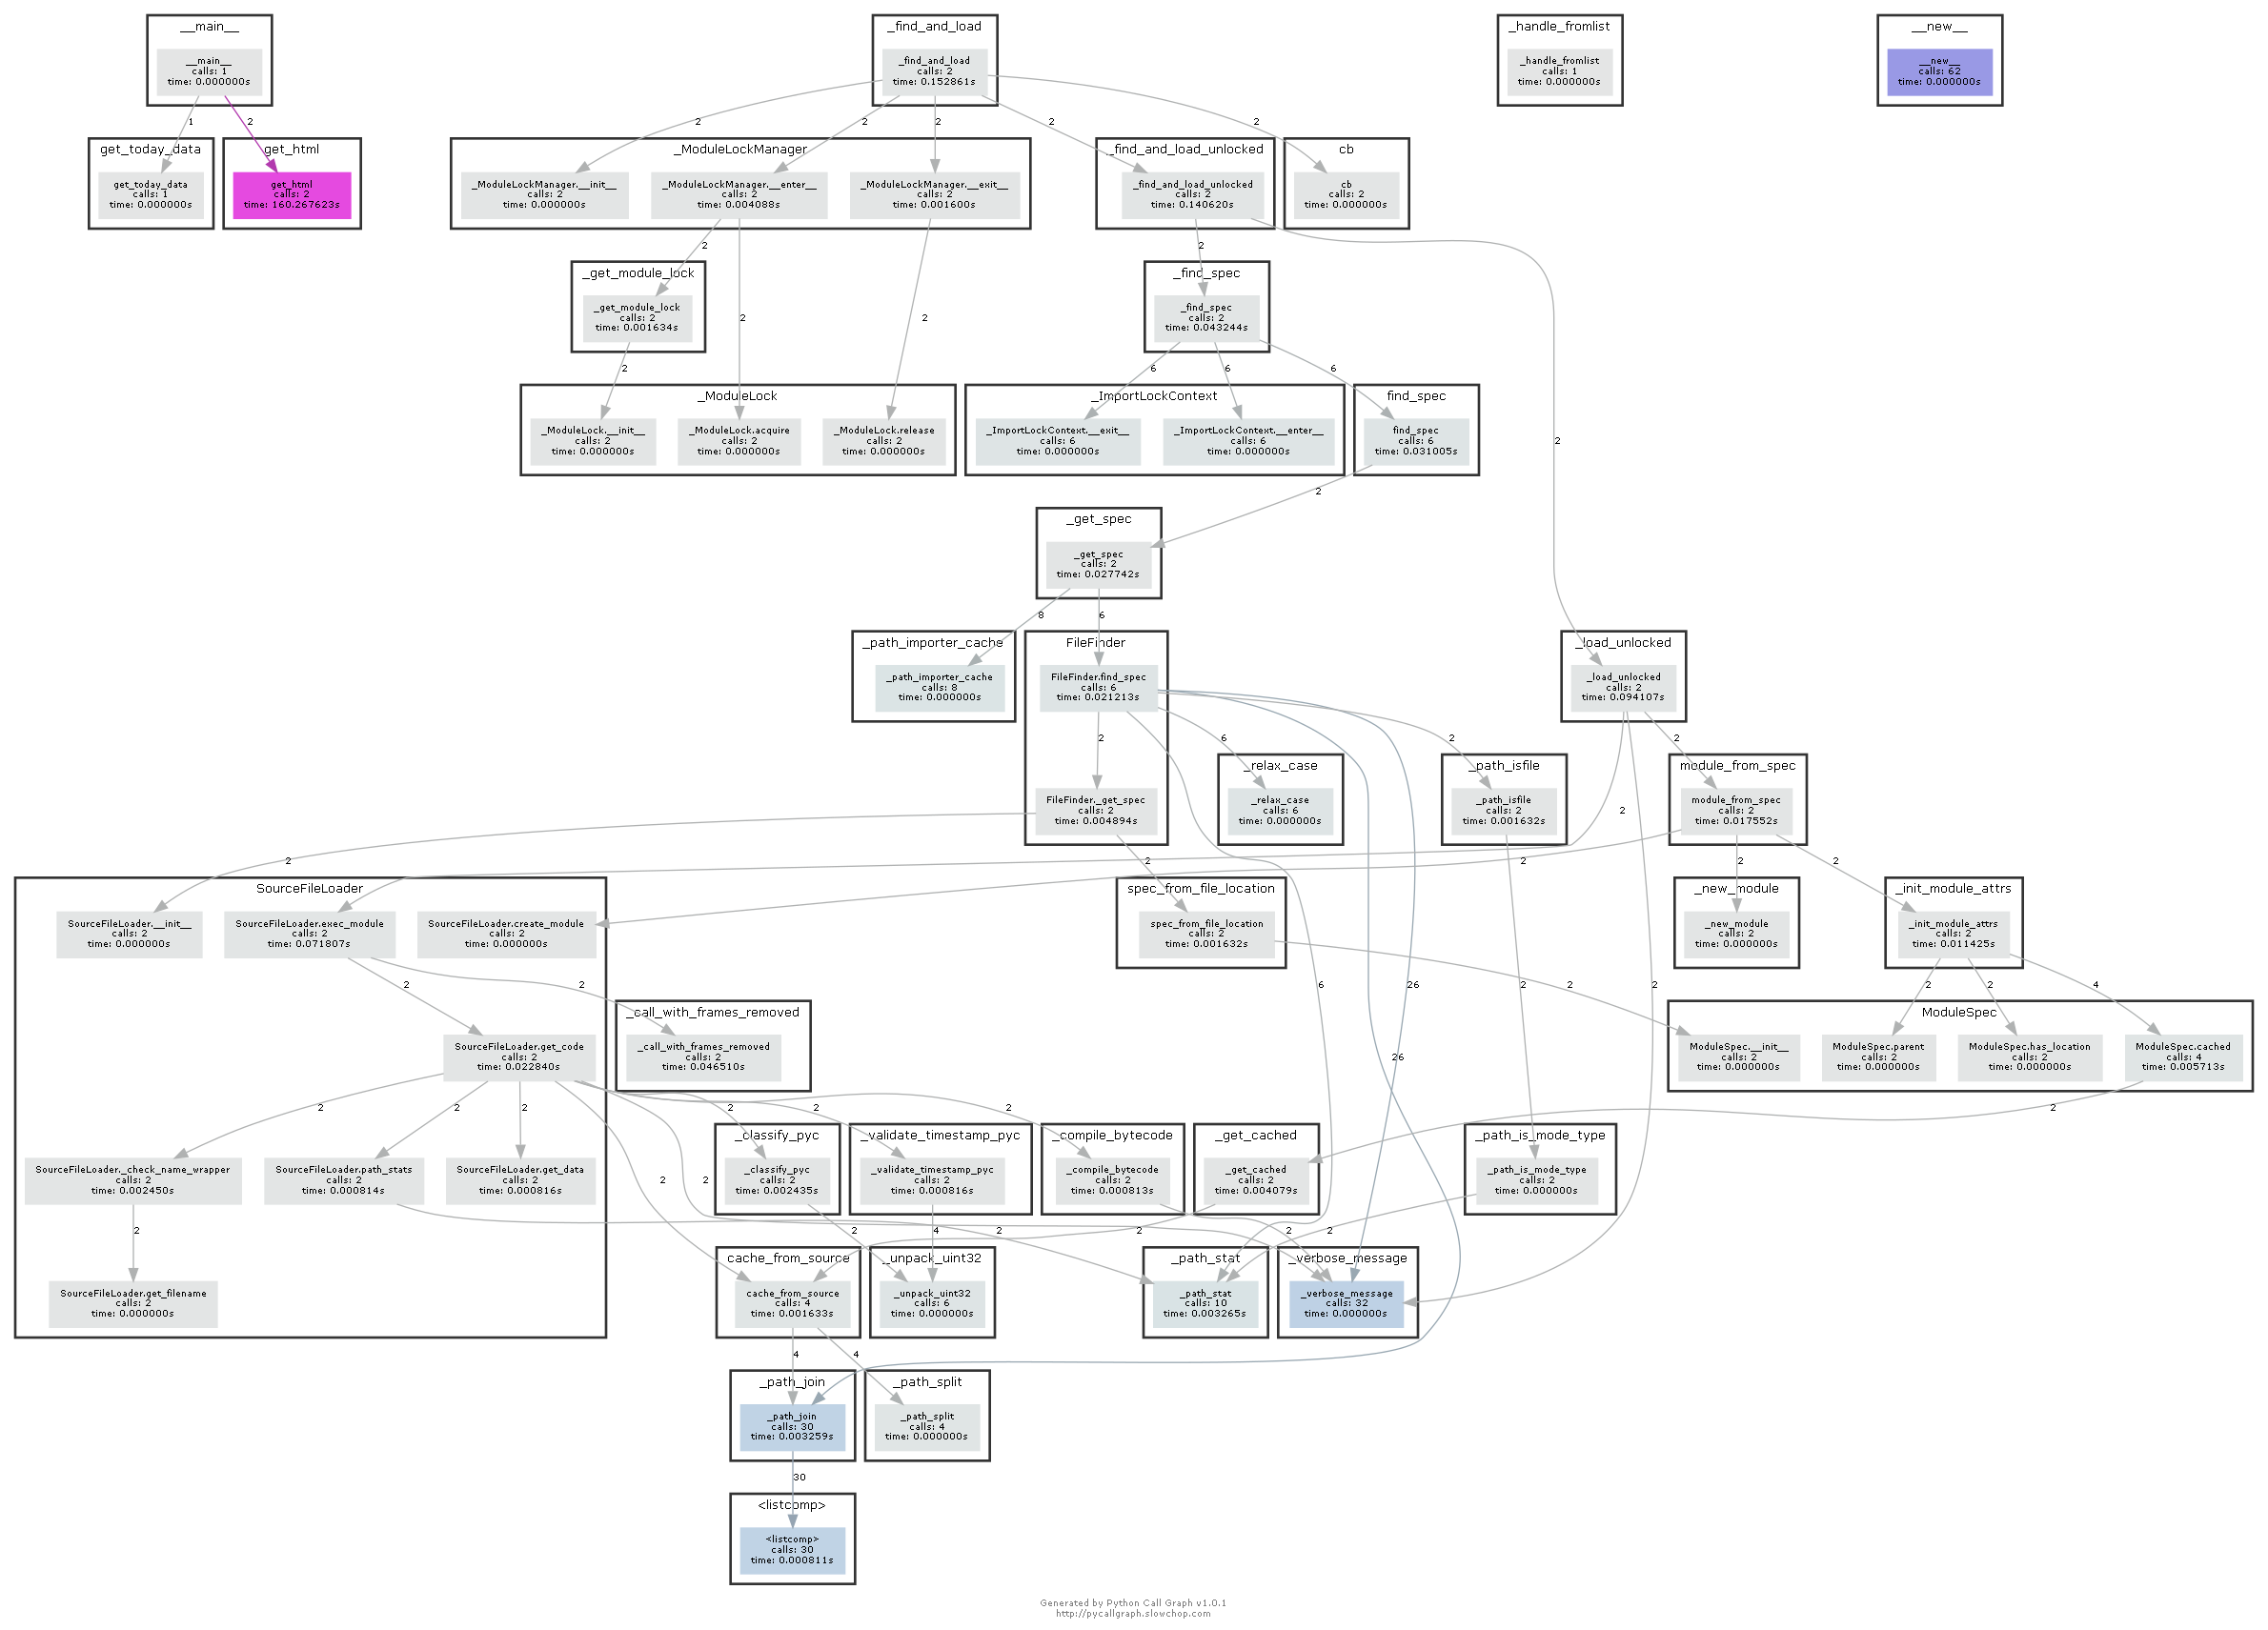 __main__
__main__
calls: 1
time: 0.000000s
_find_and_load
_find_and_load
calls: 2
time: 0.152861s
_handle_fromlist
_handle_fromlist
calls: 1
time: 0.000000s
__new__
__new__
calls: 62
time: 0.000000s
1
2
2
2
2
2
2
get_today_data
get_today_data
calls: 1
time: 0.000000s
get_html
get_html
calls: 2
time: 160.267623s
_ModuleLockManager
_ModuleLockManager.__init__
calls: 2
time: 0.000000s
_ModuleLockManager.__enter__
calls: 2
time: 0.004088s
_ModuleLockManager.__exit__
calls: 2
time: 0.001600s
_find_and_load_unlocked
_find_and_load_unlocked
calls: 2
time: 0.140620s
cb
cb
calls: 2
time: 0.000000s
2
2
_get_module_lock
_get_module_lock
calls: 2
time: 0.001634s
2
2
_find_spec
_find_spec
calls: 2
time: 0.043244s
2
6
6
6
_ModuleLock
_ModuleLock.__init__
calls: 2
time: 0.000000s
_ModuleLock.acquire
calls: 2
time: 0.000000s
_ModuleLock.release
calls: 2
time: 0.000000s
_ImportLockContext
_ImportLockContext.__exit__
calls: 6
time: 0.000000s
_ImportLockContext.__enter__
calls: 6
time: 0.000000s
find_spec
find_spec
calls: 6
time: 0.031005s
2
2
_get_spec
_get_spec
calls: 2
time: 0.027742s
8
6
_path_importer_cache
_path_importer_cache
calls: 8
time: 0.000000s
FileFinder
FileFinder.find_spec
calls: 6
time: 0.021213s
_load_unlocked
_load_unlocked
calls: 2
time: 0.094107s
2
6
2
2
FileFinder._get_spec
calls: 2
time: 0.004894s
_relax_case
_relax_case
calls: 6
time: 0.000000s
_path_isfile
_path_isfile
calls: 2
time: 0.001632s
module_from_spec
module_from_spec
calls: 2
time: 0.017552s
2
2
2
2
2
2
SourceFileLoader
SourceFileLoader.__init__
calls: 2
time: 0.000000s
SourceFileLoader.exec_module
calls: 2
time: 0.071807s
SourceFileLoader.create_module
calls: 2
time: 0.000000s
spec_from_file_location
spec_from_file_location
calls: 2
time: 0.001632s
_new_module
_new_module
calls: 2
time: 0.000000s
_init_module_attrs
_init_module_attrs
calls: 2
time: 0.011425s
2
2
6
26
2
2
2
2
2
4
SourceFileLoader.get_code
calls: 2
time: 0.022840s
_call_with_frames_removed
_call_with_frames_removed
calls: 2
time: 0.046510s
26
ModuleSpec
ModuleSpec.__init__
calls: 2
time: 0.000000s
ModuleSpec.parent
calls: 2
time: 0.000000s
ModuleSpec.has_location
calls: 2
time: 0.000000s
ModuleSpec.cached
calls: 4
time: 0.005713s
2
2
2
2
2
2
2
SourceFileLoader._check_name_wrapper
calls: 2
time: 0.002450s
SourceFileLoader.path_stats
calls: 2
time: 0.000814s
SourceFileLoader.get_data
calls: 2
time: 0.000816s
2
2
_classify_pyc
_classify_pyc
calls: 2
time: 0.002435s
_validate_timestamp_pyc
_validate_timestamp_pyc
calls: 2
time: 0.000816s
_compile_bytecode
_compile_bytecode
calls: 2
time: 0.000813s
_get_cached
_get_cached
calls: 2
time: 0.004079s
_path_is_mode_type
_path_is_mode_type
calls: 2
time: 0.000000s
2
2
4
2
2
2
2
SourceFileLoader.get_filename
calls: 2
time: 0.000000s
cache_from_source
cache_from_source
calls: 4
time: 0.001633s
_unpack_uint32
_unpack_uint32
calls: 6
time: 0.000000s
_path_stat
_path_stat
calls: 10
time: 0.003265s
_verbose_message
_verbose_message
calls: 32
time: 0.000000s
4
4
_path_join
_path_join
calls: 30
time: 0.003259s
_path_split
_path_split
calls: 4
time: 0.000000s
30
&lt;listcomp&gt;
&lt;listcomp&gt;
calls: 30
time: 0.000811s
Generated by Python Call Graph v1.0.1
http://pycallgraph.slowchop.com